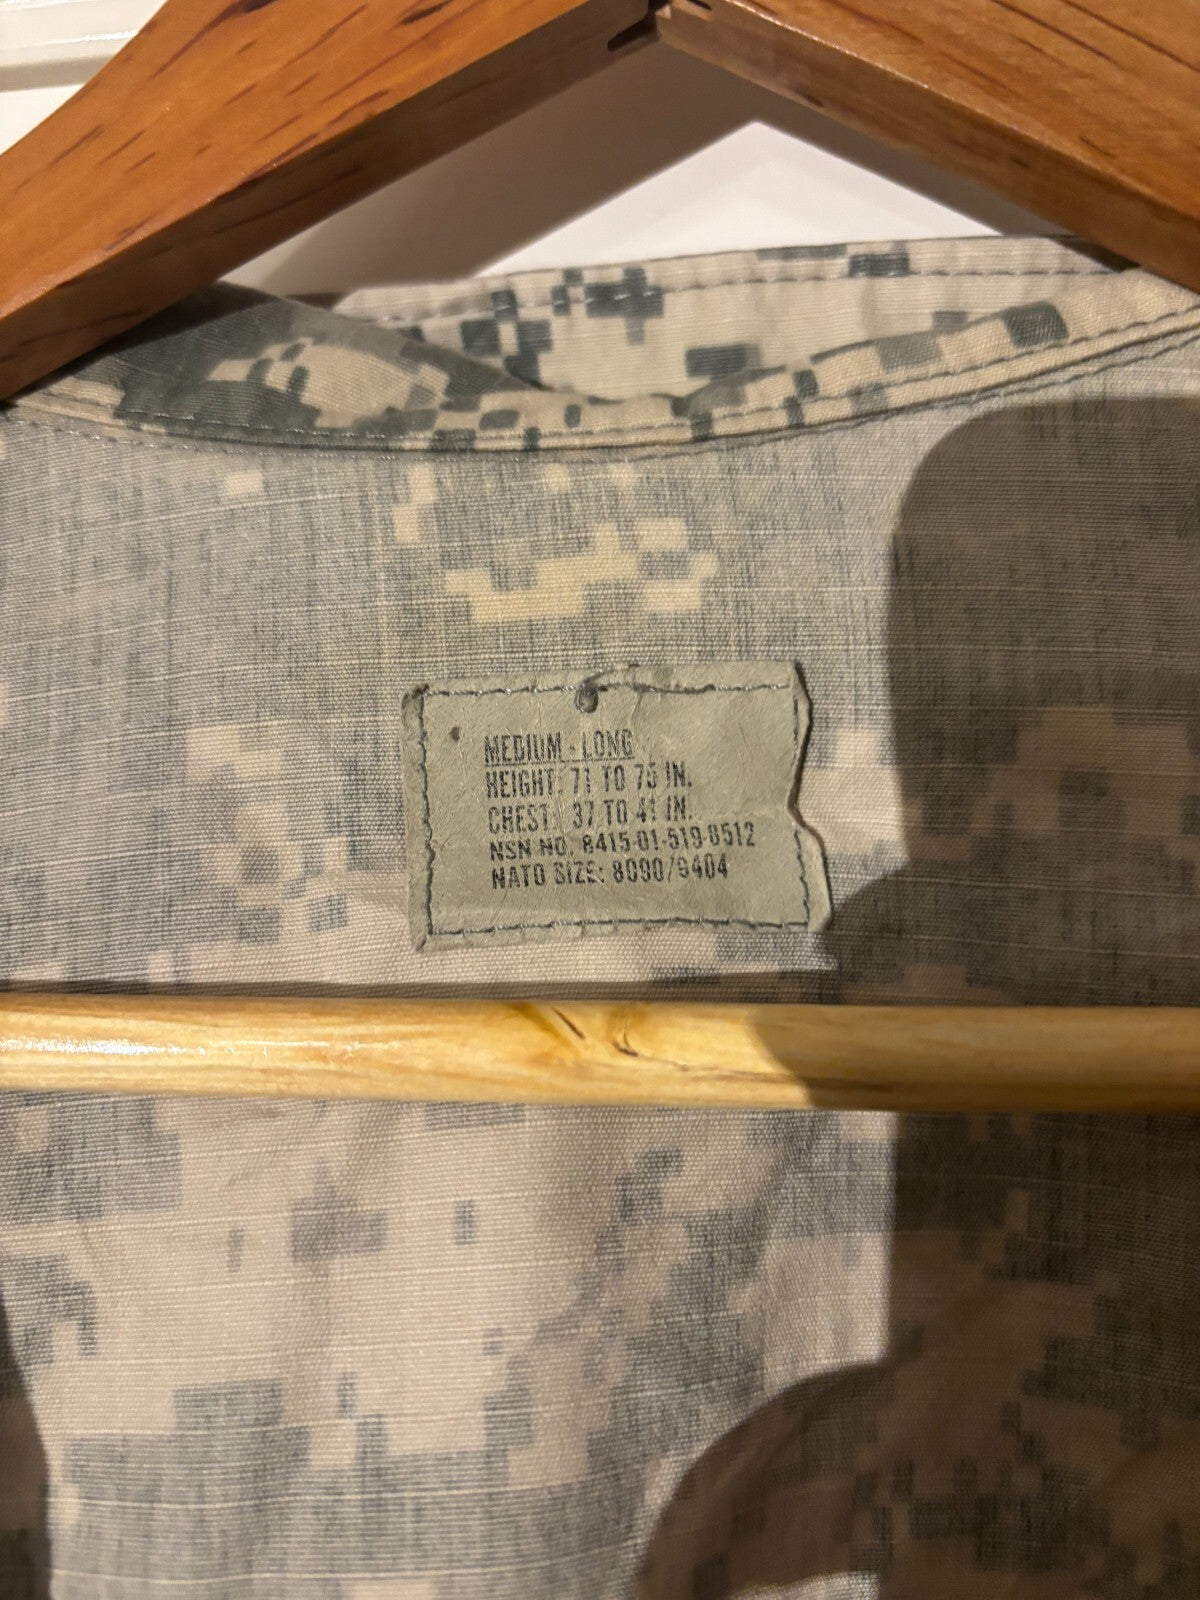 MEDIUM - LONG
HEIGHT: 71 TO 75 IN.
CHEST: 37 TO 41 IN.
NSN NO. 8415-01-519-8512
NATO SIZE: 8090/9404